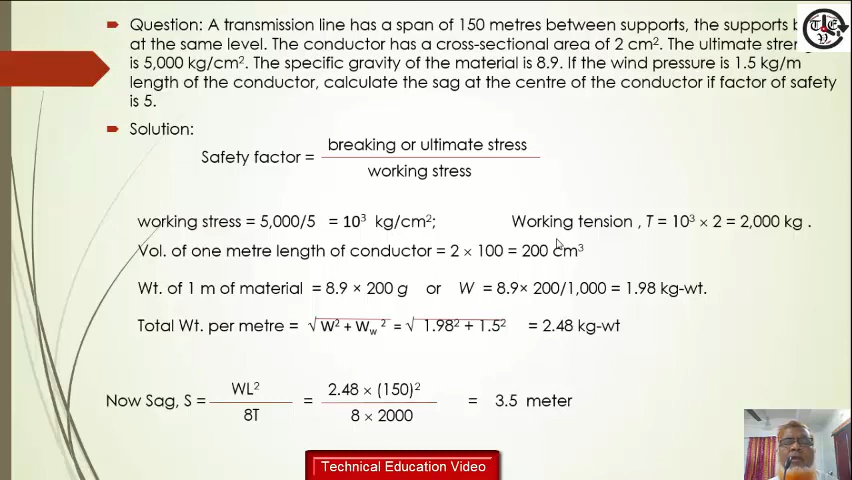 Question: A transmission line has a span of 150 metres between supports, the supports
at the same level. The conductor has a cross-sectional area of 2 cm². The ultimate
is 5,000 kg/cm². The specific gravity of the material is 8.9. If the wind pressure is 1.5 kg/m
length of the conductor, calculate the sag at the centre of the conductor if factor of safety
is 5.
Solution:
Safety factor = breaking or ultimate stress / working stress
working stress = 5,000/5 = 10³ kg/cm²; Working tension , T = 10³ × 2 = 2,000 kg .
Vol. of one metre length of conductor = 2 × 100 = 200 cm³
Wt. of 1 m of material = 8.9 × 200 g or W = 8.9× 200/1,000 = 1.98 kg-wt.
Total Wt. per metre = √W² + W_w² = √1.98² + 1.5² = 2.48 kg-wt
Now Sag, S = WL² / 8T = 2.48 × (150)² / 8 × 2000 = 3.5 meter
Technical Education Video